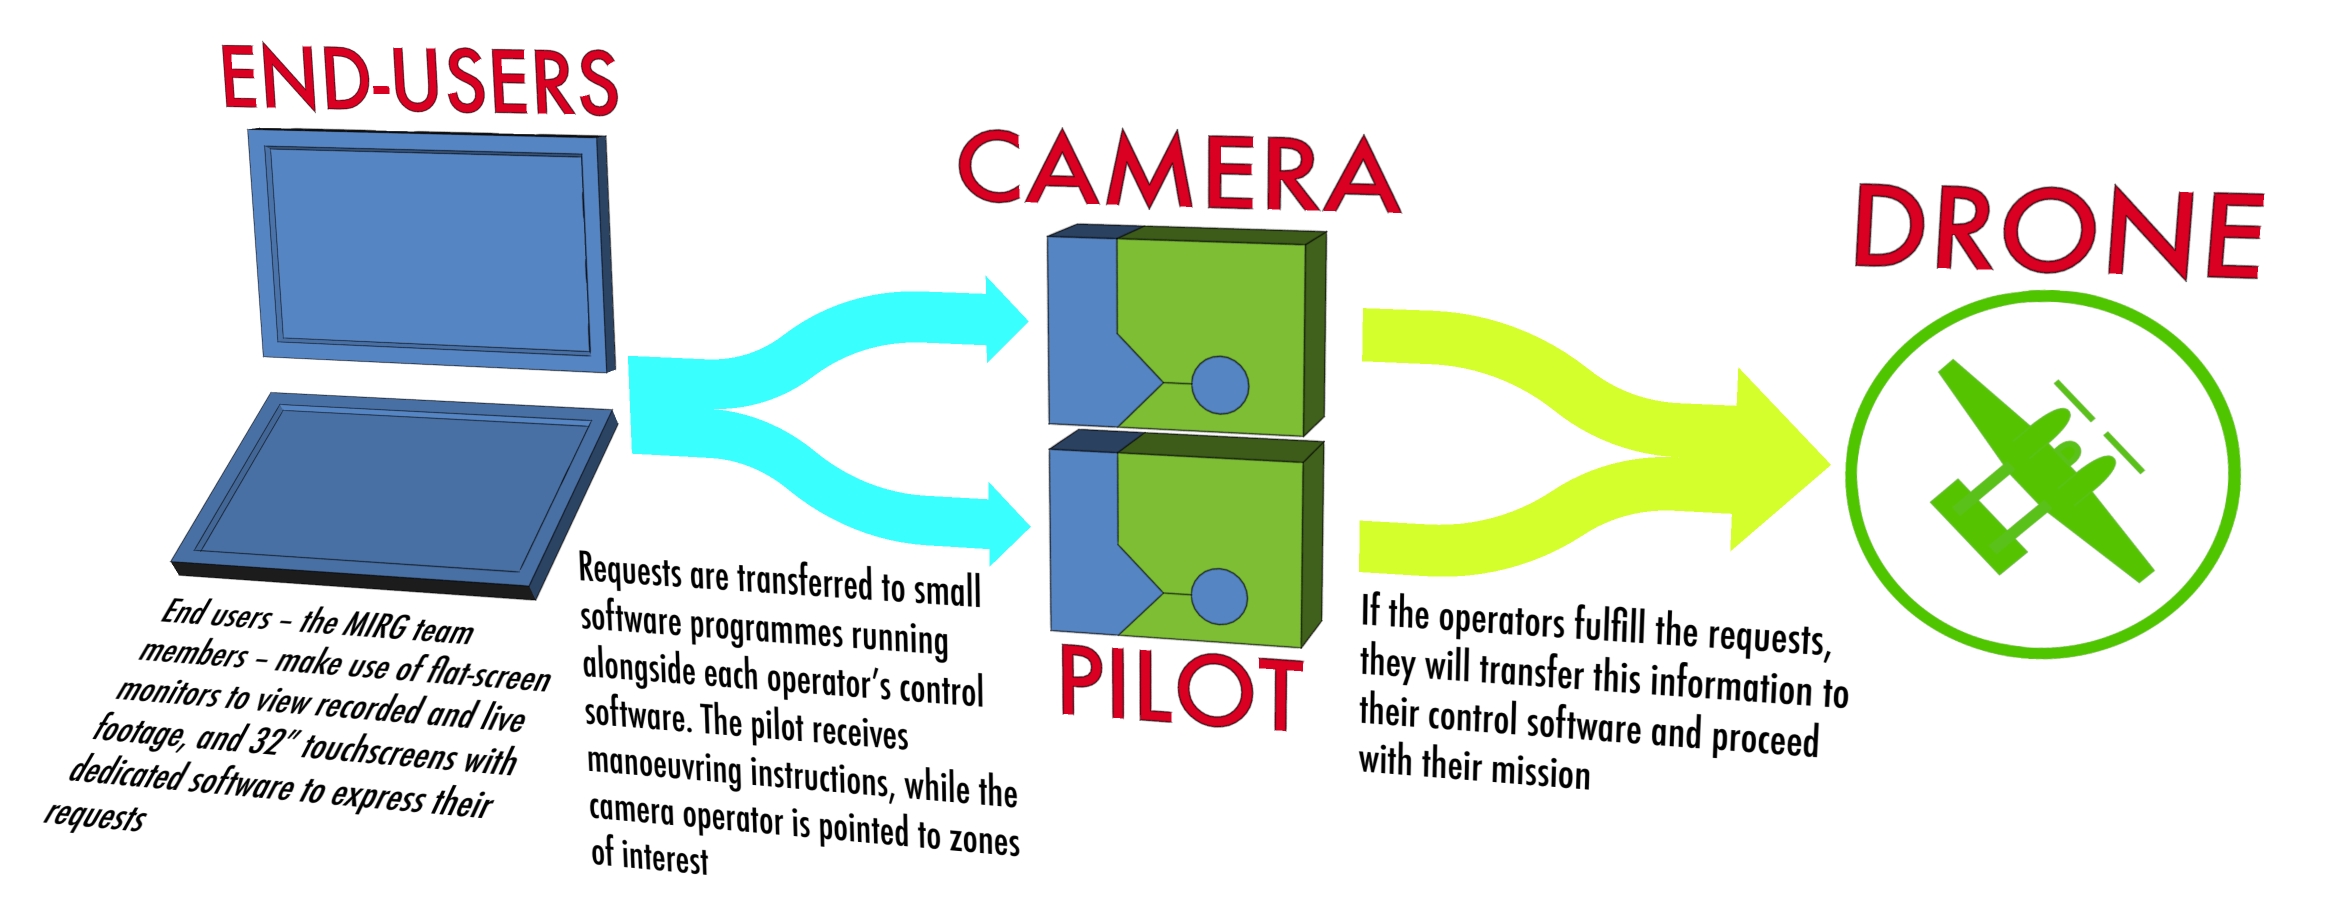 END-USERS
CAMERA
DRONE
PILOT
End users – the MIRG team
members – make use of flat-screen
monitors to view recorded and live
footage, and 32″ touchscreens with
dedicated software to express their
requests
Requests are transferred to small
software programmes running
alongside each operator’s control
software. The pilot receives
manoeuvring instructions, while the
camera operator is pointed to zones
of interest
If the operators fulfill the requests,
they will transfer this information to
their control software and proceed
with their mission